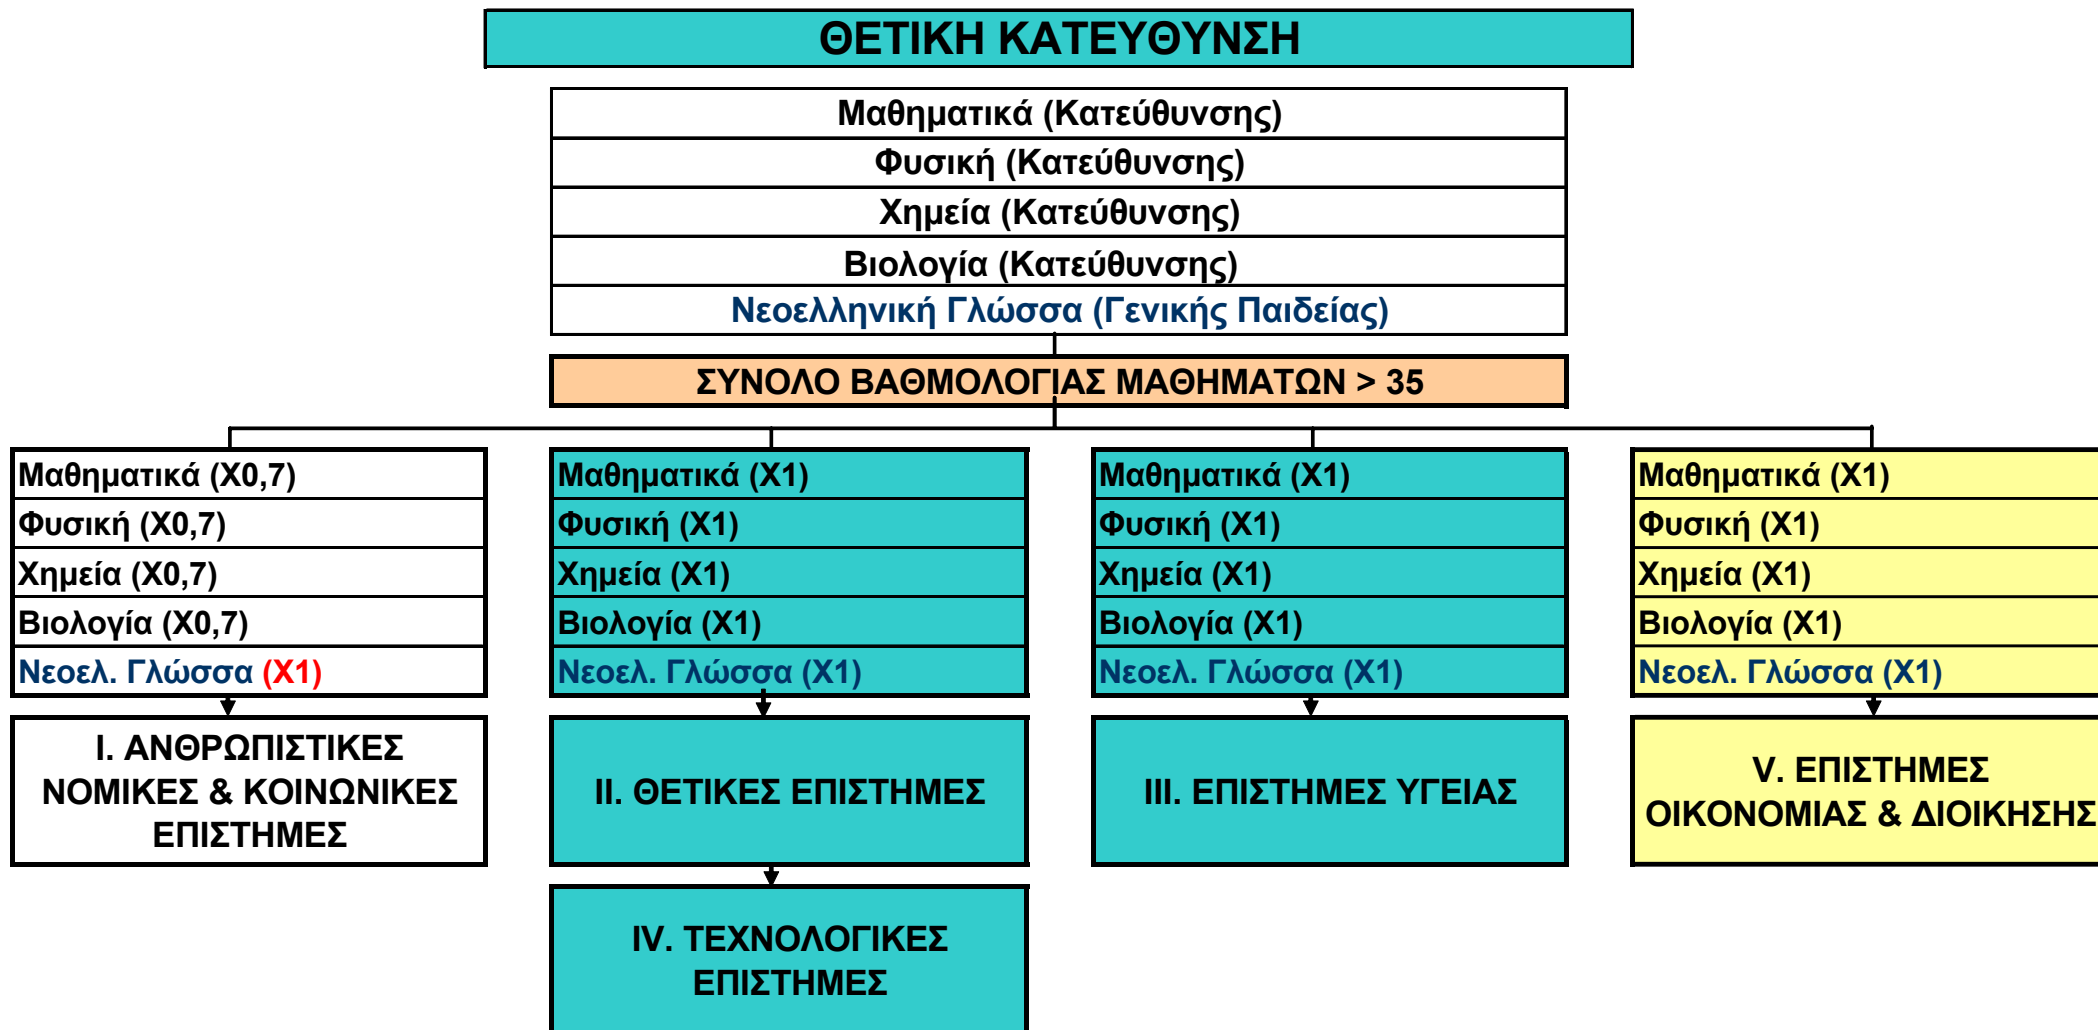 ΘΕΤΙΚΗ ΚΑΤΕΥΘΥΝΣΗ
Μαθηματικά (Κατεύθυνσης)
Φυσική (Κατεύθυνσης)
Χημεία (Κατεύθυνσης)
Βιολογία (Κατεύθυνσης)
Νεοελληνική Γλώσσα (Γενικής Παιδείας)
ΣΥΝΟΛΟ ΒΑΘΜΟΛΟΓΙΑΣ ΜΑΘΗΜΑΤΩΝ > 35
Μαθηματικά (Χ0,7)
Φυσική (Χ0,7)
Χημεία (Χ0,7)
Βιολογία (Χ0,7)
Νεοελ. Γλώσσα (Χ1)
Ι. ΑΝΘΡΩΠΙΣΤΙΚΕΣ
ΝΟΜΙΚΕΣ & ΚΟΙΝΩΝΙΚΕΣ
ΕΠΙΣΤΗΜΕΣ
Μαθηματικά (Χ1)
Φυσική (Χ1)
Χημεία (Χ1)
Βιολογία (Χ1)
Νεοελ. Γλώσσα (Χ1)
ΙΙ. ΘΕΤΙΚΕΣ ΕΠΙΣΤΗΜΕΣ
IV. ΤΕΧΝΟΛΟΓΙΚΕΣ
ΕΠΙΣΤΗΜΕΣ
Μαθηματικά (Χ1)
Φυσική (Χ1)
Χημεία (Χ1)
Βιολογία (Χ1)
Νεοελ. Γλώσσα (Χ1)
ΙΙΙ. ΕΠΙΣΤΗΜΕΣ ΥΓΕΙΑΣ
Μαθηματικά (Χ1)
Φυσική (Χ1)
Χημεία (Χ1)
Βιολογία (Χ1)
Νεοελ. Γλώσσα (Χ1)
V. ΕΠΙΣΤΗΜΕΣ
ΟΙΚΟΝΟΜΙΑΣ & ΔΙΟΙΚΗΣΗΣ